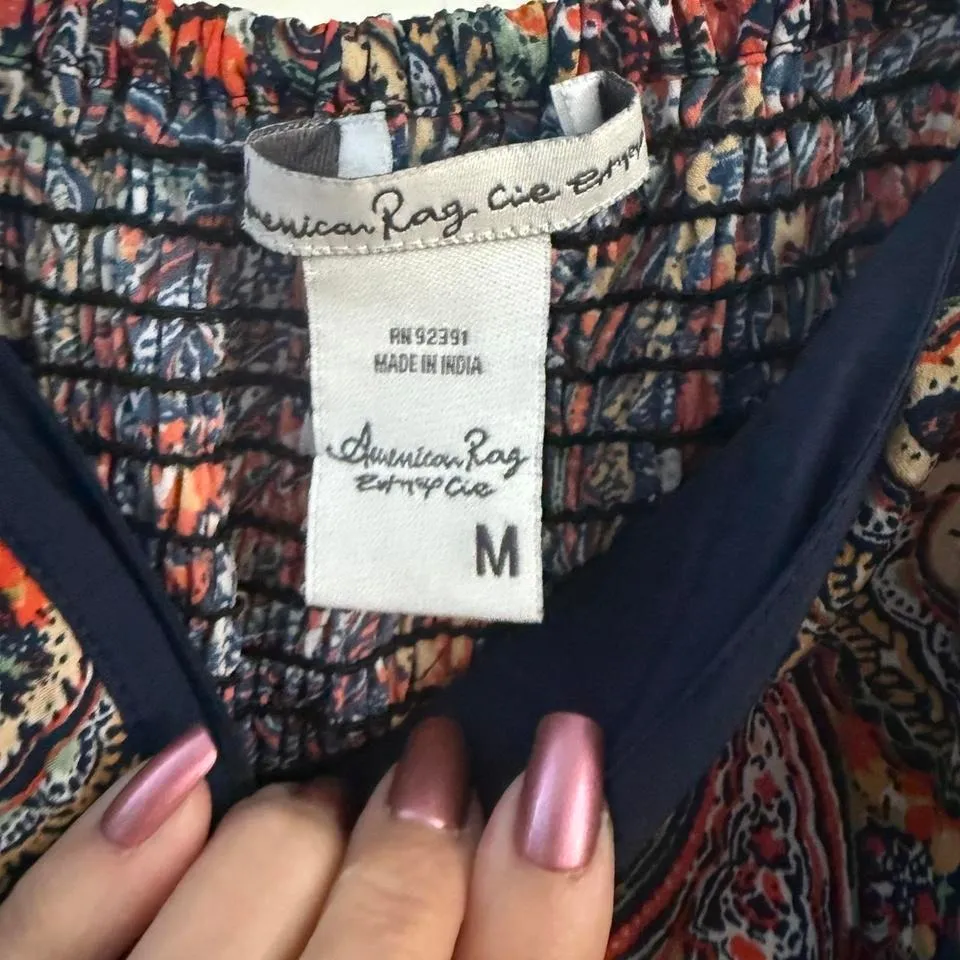 American Rag Cie
RN 92391
MADE IN INDIA
American Rag
Cie
M